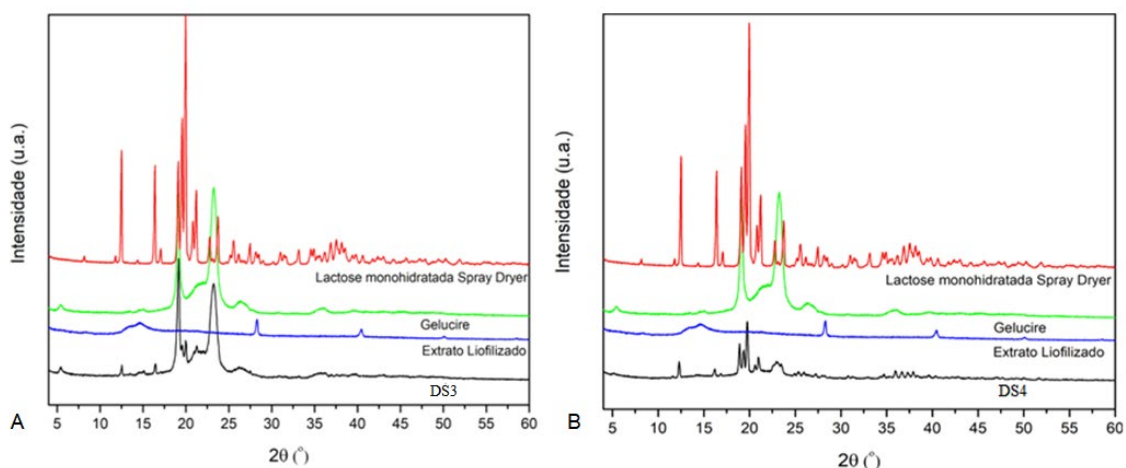 Intensidade (u.a.)
Lactose monohidratada Spray Dryer
Gelucire
Extrato Liofilizado
DS3
5 10 15 20 25 30 35 40 45 50 55 60
2θ (°)
A
Intensidade (u.a.)
Lactose monohidratada Spray Dryer
Gelucire
Extrato Liofilizado
DS4
5 10 15 20 25 30 35 40 45 50 55 60
2θ (°)
B